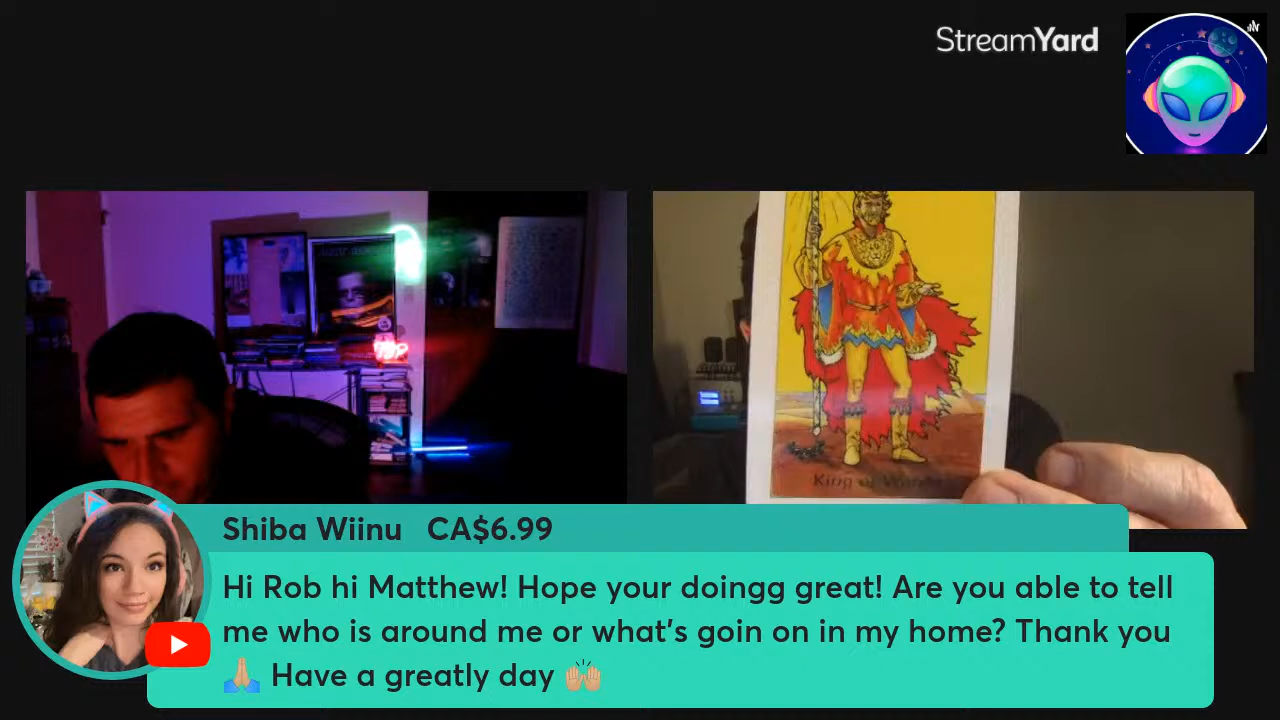 StreamYard
King of Wands
Shiba Wiinu CA$6.99
Hi Rob hi Matthew! Hope your doingg great! Are you able to tell
me who is around me or what's goin on in my home? Thank you
🙏🏼 Have a greatly day 🙌🏼